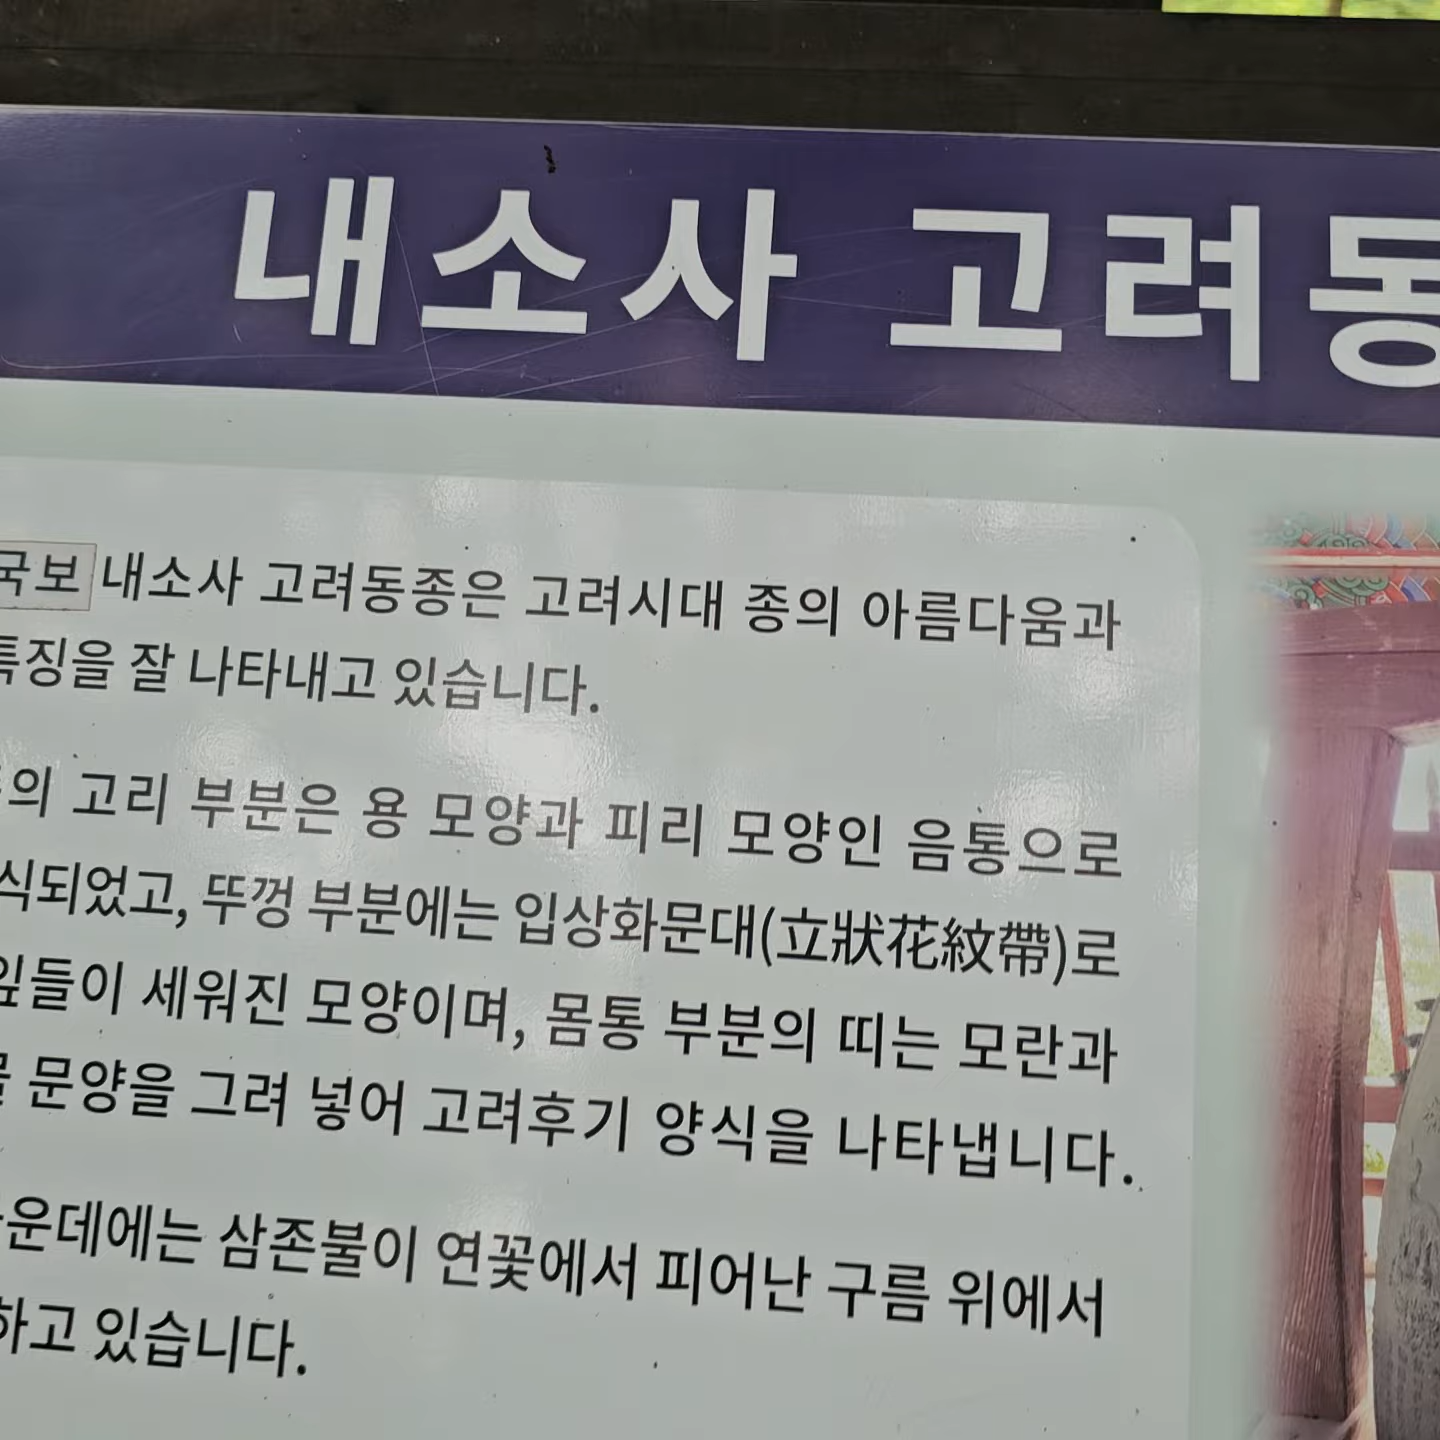 내소사 고려동
국보 내소사 고려동종은 고려시대 종의 아름다움과
특징을 잘 나타내고 있습니다.
의 고리 부분은 용 모양과 피리 모양인 음통으로
식되었고, 뚜껑 부분에는 입상화문대(立狀花紋帶)로
잎들이 세워진 모양이며, 몸통 부분의 띠는 모란과
문양을 그려 넣어 고려후기 양식을 나타냅니다.
운데에는 삼존불이 연꽃에서 피어난 구름 위에서
하고 있습니다.